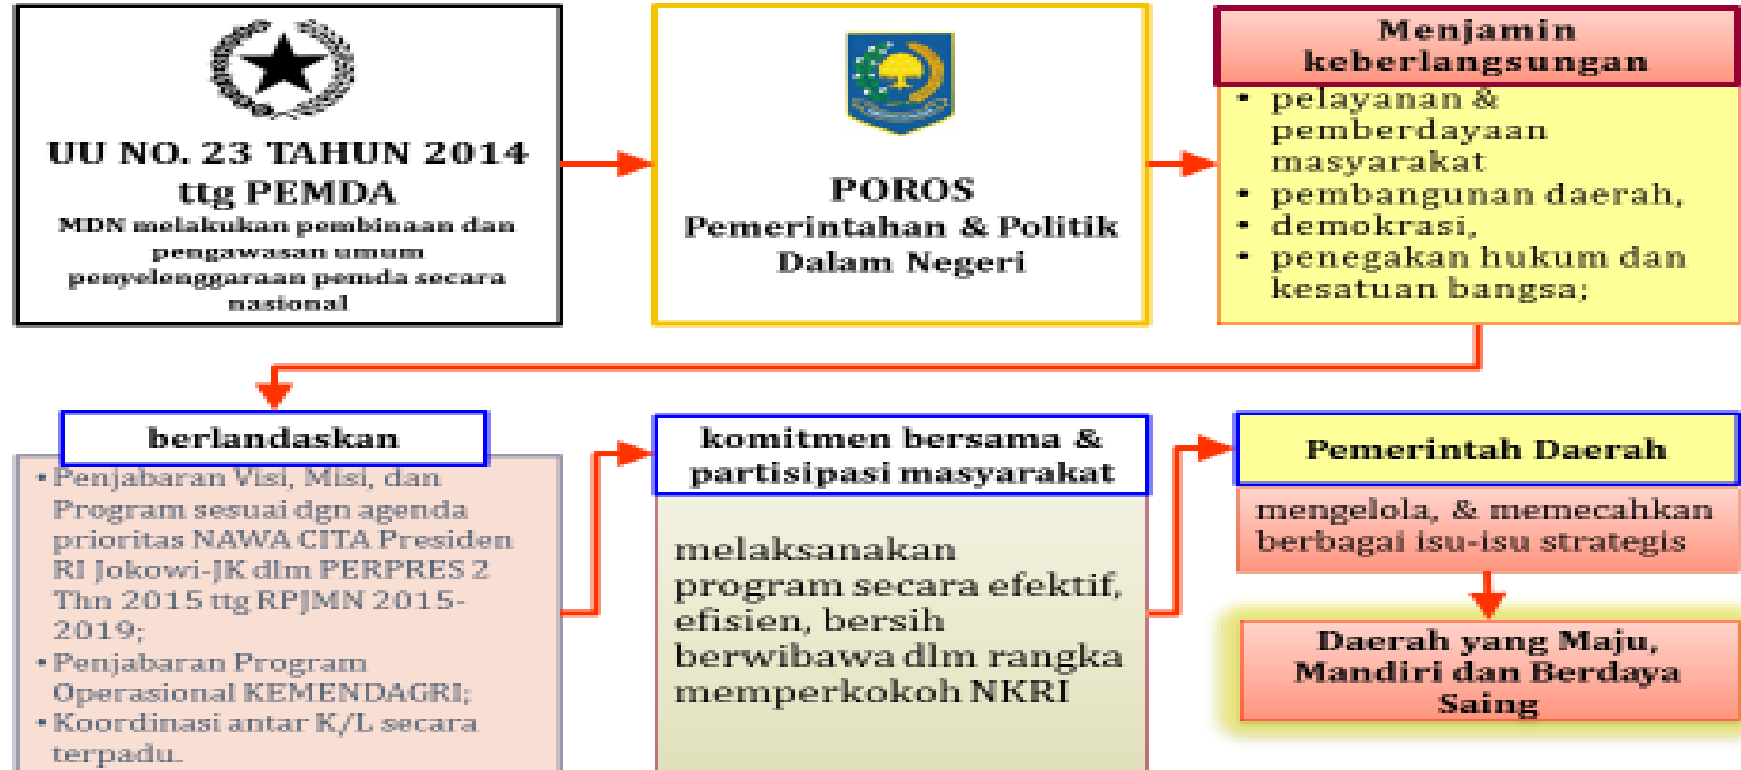 UU NO. 23 TAHUN 2014
ttg PEMDA
MDN melakukan pembinaan dan
pengawasan umum
penyelenggaraan pemda secara
nasional
POROS
Pemerintahan & Politik
Dalam Negeri
Menjamin
keberlangsungan
• pelayanan &
pemberdayaan
masyarakat
• pembangunan daerah,
• demokrasi,
• penegakan hukum dan
kesatuan bangsa;
berlandaskan
• Penjabaran Visi, Misi, dan
Program sesuai dgn agenda
prioritas NAWA CITA Presiden
RI Jokowi-JK dlm PERPRES 2
Thn 2015 ttg RPJMN 2015-
2019;
• Penjabaran Program
Operasional KEMENDAGRI;
• Koordinasi antar K/L secara
terpadu.
komitmen bersama &
partisipasi masyarakat
melaksanakan
program secara efektif,
efisien, bersih
berwibawa dlm rangka
memperkokoh NKRI
Pemerintah Daerah
mengelola, & memecahkan
berbagai isu-isu strategis
Daerah yang Maju,
Mandiri dan Berdaya
Saing